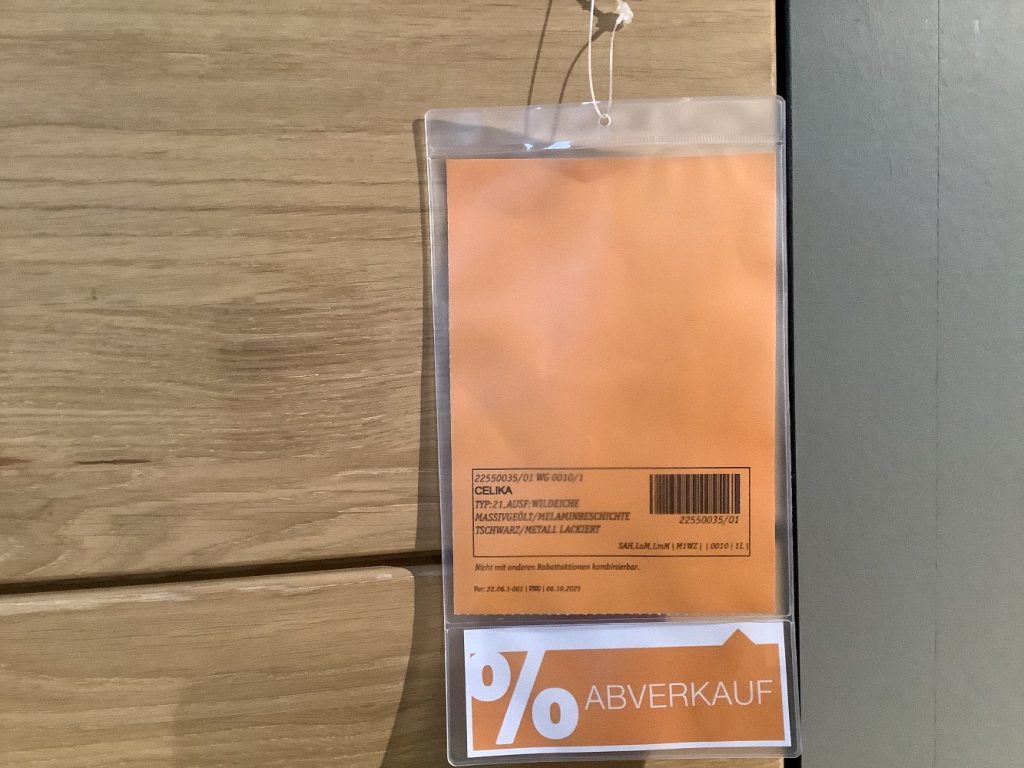 22550035/01 WG 0010/1
CELIKA
TYP:21,AUSF:WILDEICHE
MASSIVGEÖLT/MELAMINBESCHICHTE
TSCHWARZ/METALL LACKIERT
22550035/01
SAH,LaM,LmM | M1WZ | | 0010 | 1L |
Nicht mit anderen Rabattaktionen kombinierbar.
Ver: 22.06.1-001 | VNG | 06.10.2025
% ABVERKAUF